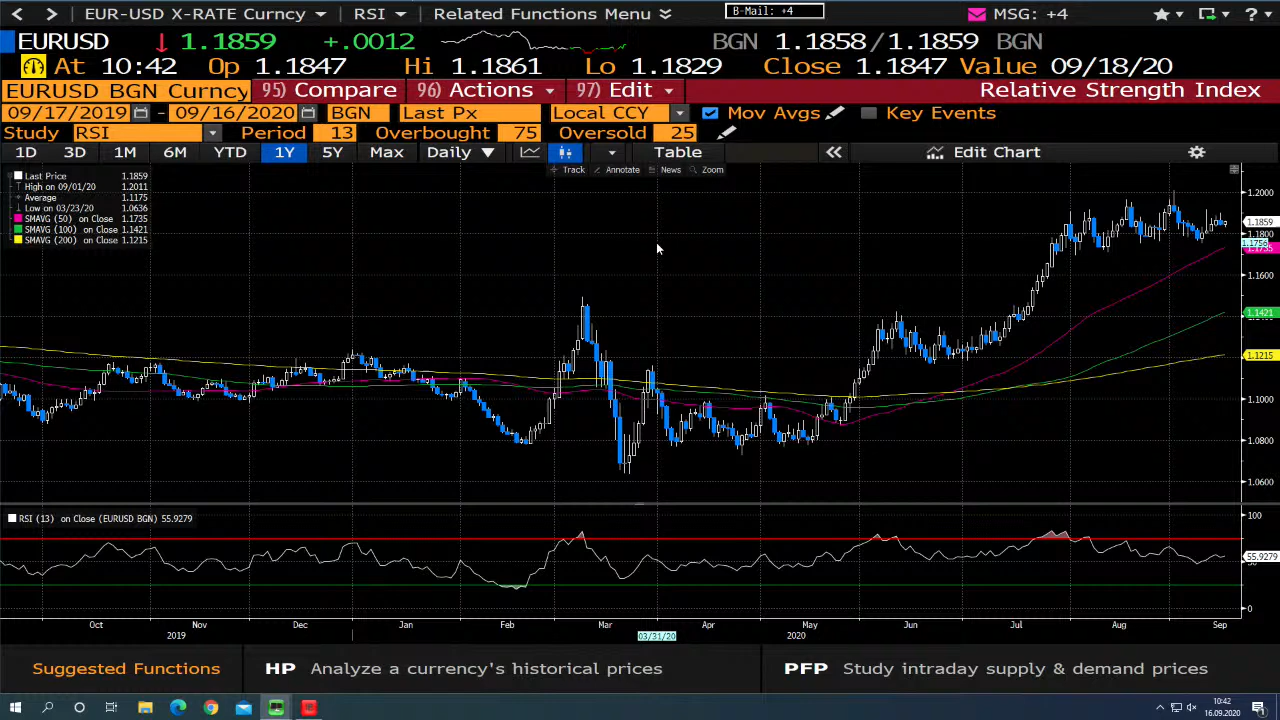 EUR-USD X-RATE Curncy RSI Related Functions Menu B-Mail: +4 MSG: +4 ?
EURUSD 1.1859 +.0012 BGN 1.1858/1.1859 BGN
At 10:42 Op 1.1847 Hi 1.1861 Lo 1.1829 Close 1.1847 Value 09/18/20
EURUSD BGN Curncy 95) Compare 96) Actions 97) Edit Relative Strength Index
09/17/2019 - 09/16/2020 BGN Last Px Local CCY Mov Avgs Key Events
Study RSI Period 13 Overbought 75 Oversold 25
1D 3D 1M 6M YTD 1Y 5Y Max Daily Table Edit Chart
Track Annotate News Zoom
Last Price 1.1859
High on 09/01/20 1.2011
Average 1.1175
Low on 03/23/20 1.0636
SMAVG (50) on Close 1.1735
SMAVG (100) on Close 1.1421
SMAVG (200) on Close 1.1215
1.2000
1.1859
1.1800
1.1756
1.1735
1.1600
1.1421
1.1215
1.1000
1.0800
1.0600
RSI (13) on Close (EURUSD BGN) 55.9279
100
55.9279
50
0
Oct Nov Dec Jan Feb Mar Apr May Jun Jul Aug Sep
2019 03/31/20 2020
Suggested Functions HP Analyze a currency's historical prices PFP Study intraday supply & demand prices
10:42
16.09.2020
1